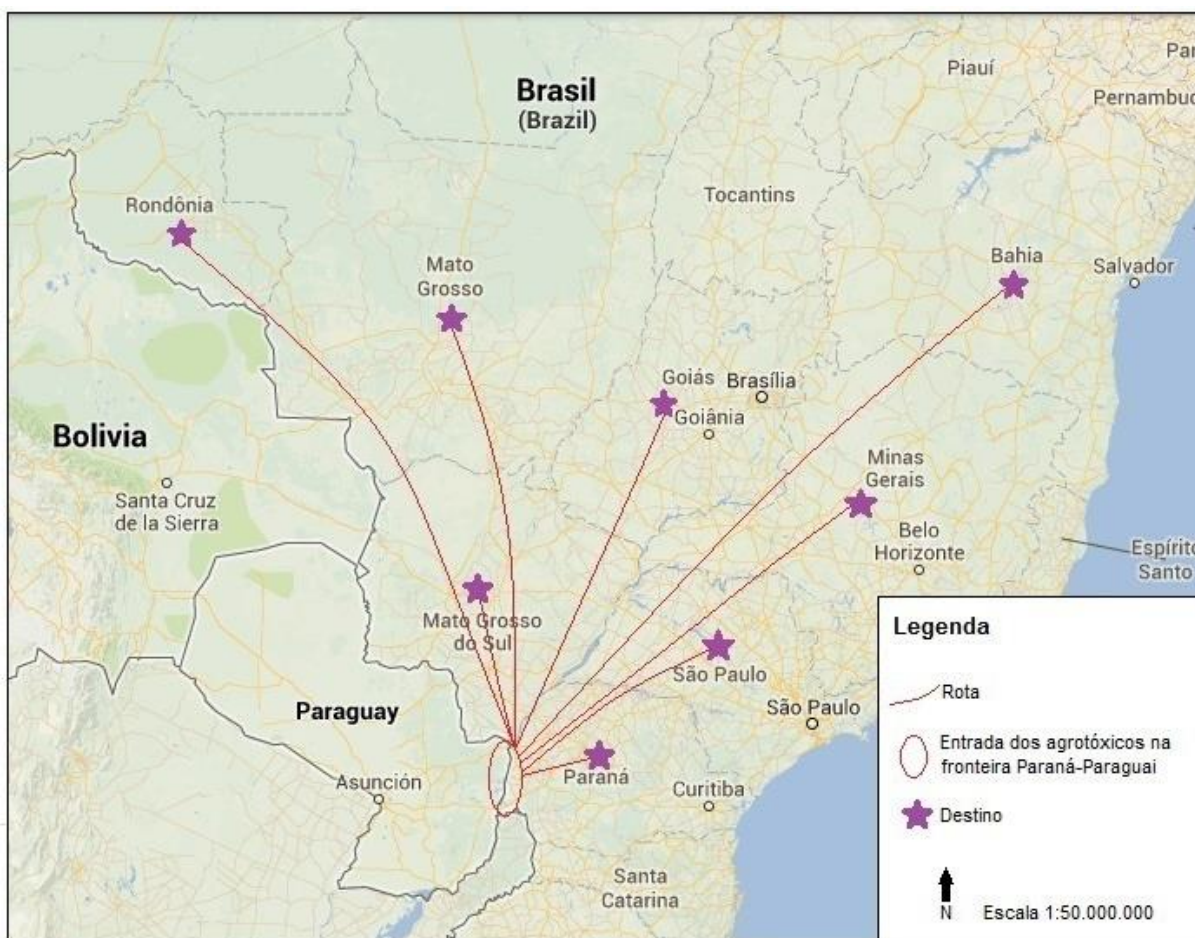 Brasil
(Brazil)
Piauí
Par
Pernambuc
Tocantins
Rondônia
Mato
Grosso
Bahia
Salvador
Goiás
Brasília
Goiânia
Bolivia
Santa Cruz
de la Sierra
Minas
Gerais
Belo
Horizonte
Espírito
Santo
Mato Grosso
do Sul
São Paulo
São Paulo
Paraguay
Asunción
Paraná
Curitiba
Santa
Catarina
Legenda
Rota
Entrada dos agrotóxicos na
fronteira Paraná-Paraguai
Destino
N
Escala 1:50.000.000